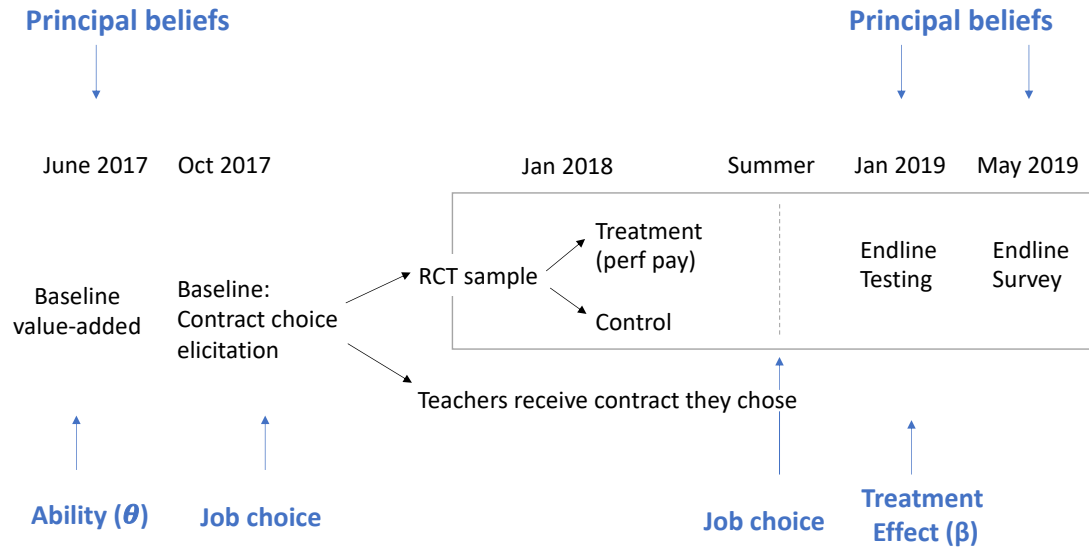 Principal beliefs
Principal beliefs
June 2017
Oct 2017
Jan 2018
Summer
Jan 2019
May 2019
Baseline
value-added
Baseline:
Contract choice
elicitation
RCT sample
Treatment
(perf pay)
Control
Endline
Testing
Endline
Survey
Teachers receive contract they chose
Ability (θ)
Job choice
Job choice
Treatment
Effect (β)